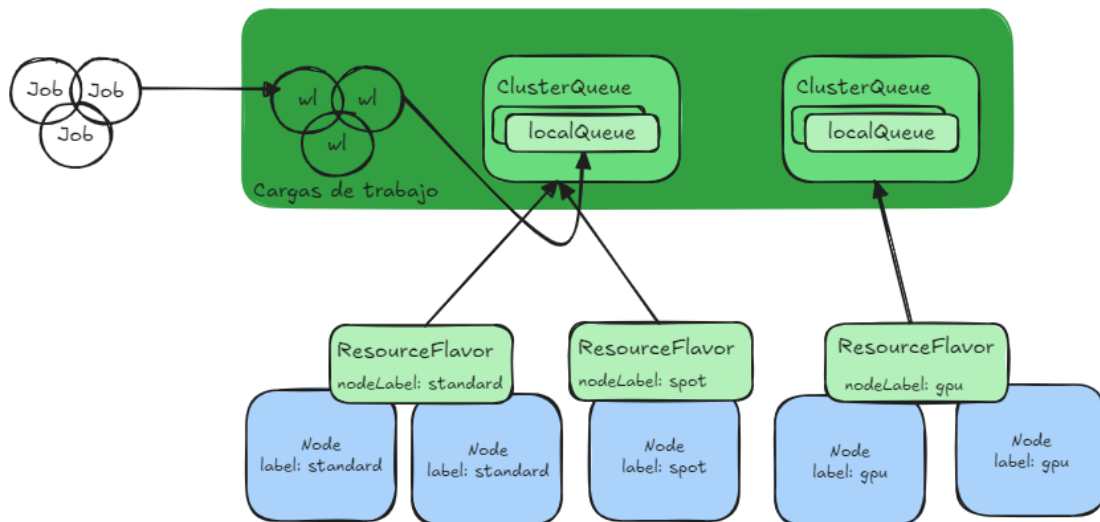 Job
Job
Job
wl
wl
wl
Cargas de trabajo
ClusterQueue
localQueue
ClusterQueue
localQueue
ResourceFlavor
nodeLabel: standard
ResourceFlavor
nodeLabel: spot
ResourceFlavor
nodeLabel: gpu
Node
label: standard
Node
label: standard
Node
label: spot
Node
label: gpu
Node
label: gpu